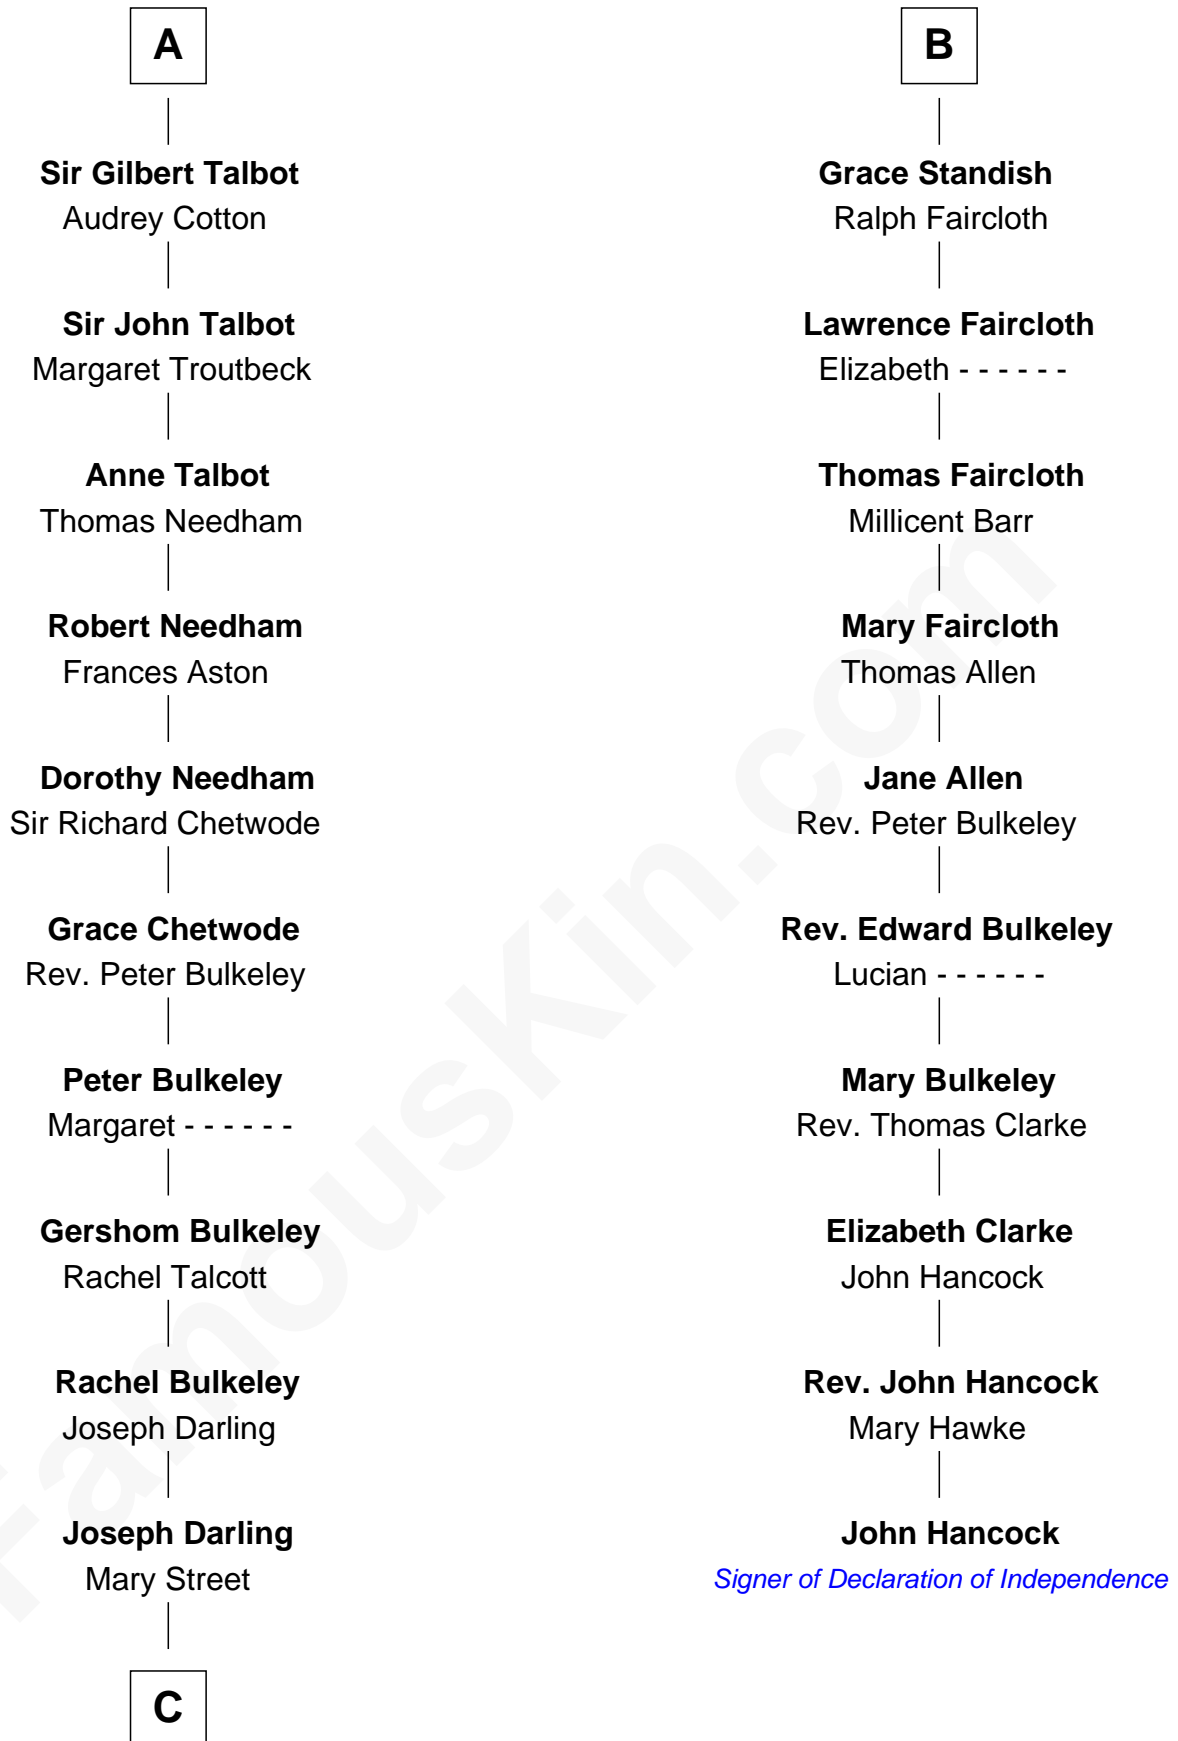 A
Sir Gilbert Talbot
Audrey Cotton
Sir John Talbot
Margaret Troutbeck
Anne Talbot
Thomas Needham
Robert Needham
Frances Aston
Dorothy Needham
Sir Richard Chetwode
Grace Chetwode
Rev. Peter Bulkeley
Peter Bulkeley
Margaret - - - - - -
Gershom Bulkeley
Rachel Talcott
Rachel Bulkeley
Joseph Darling
Joseph Darling
Mary Street
C
B
Grace Standish
Ralph Faircloth
Lawrence Faircloth
Elizabeth - - - - - -
Thomas Faircloth
Millicent Barr
Mary Faircloth
Thomas Allen
Jane Allen
Rev. Peter Bulkeley
Rev. Edward Bulkeley
Lucian - - - - - -
Mary Bulkeley
Rev. Thomas Clarke
Elizabeth Clarke
John Hancock
Rev. John Hancock
Mary Hawke
John Hancock
Signer of Declaration of Independence
FamousKin.com